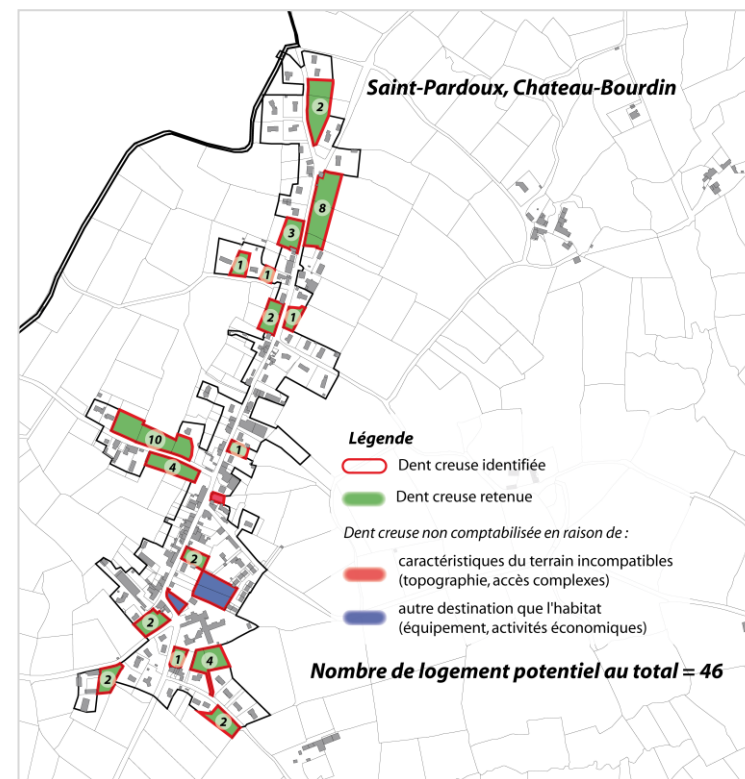 Saint-Pardoux, Chateau-Bourdin
2
8
3
1
1
2
1
10
1
4
2
2
1
4
2
2
Légende
Dent creuse identifiée
Dent creuse retenue
Dent creuse non comptabilisée en raison de :
caractéristiques du terrain incompatibles
(topographie, accès complexes)
autre destination que l'habitat
(équipement, activités économiques)
Nombre de logement potentiel au total = 46